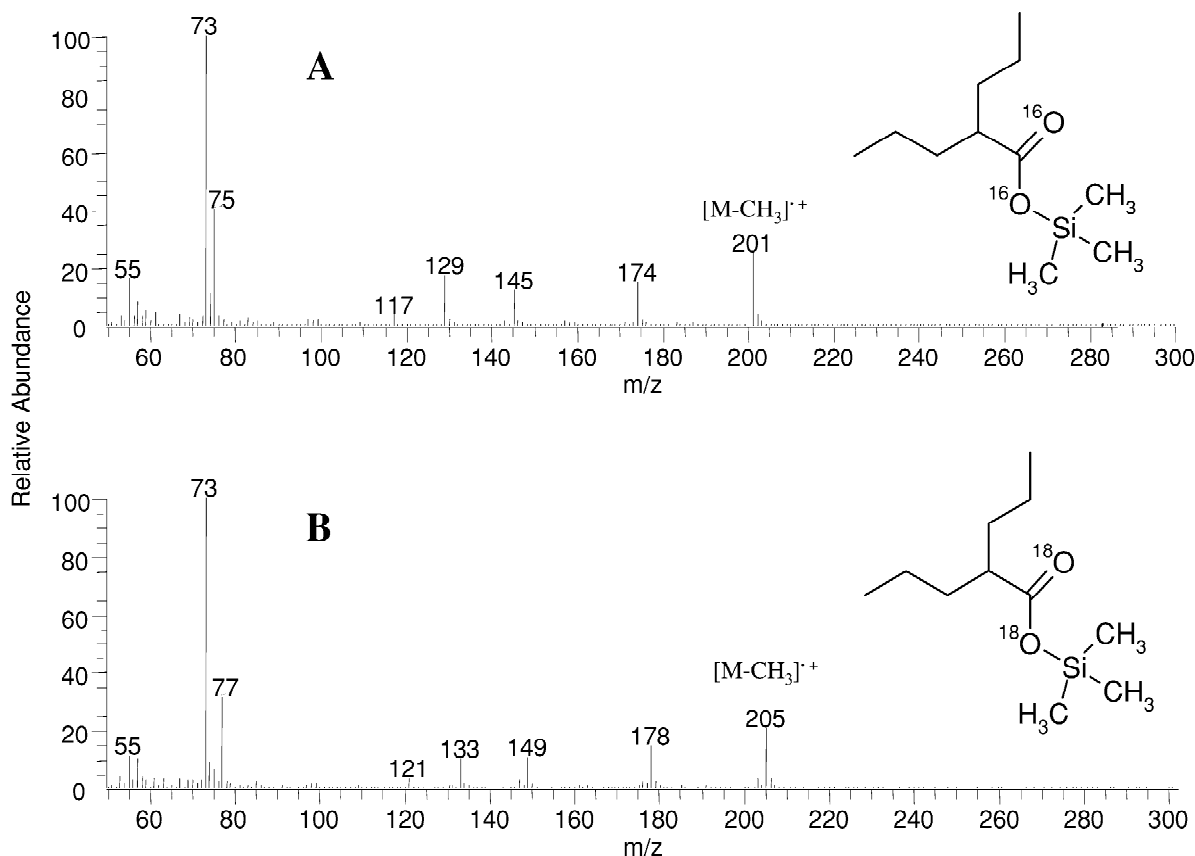 73
100
A
80
16O
75
60
16O
CH3
40
[M-CH3]·+
Si
201
CH3
129
174
H3C
55
145
20
117
0
60 80 100 120 140 160 180 200 220 240 260 280 300
m/z
Relative Abundance
73
100
B
18O
80
18O
CH3
60
Si
[M-CH3]·+
77
CH3
40
205
H3C
178
55
133
149
20
121
0
60 80 100 120 140 160 180 200 220 240 260 280 300
m/z